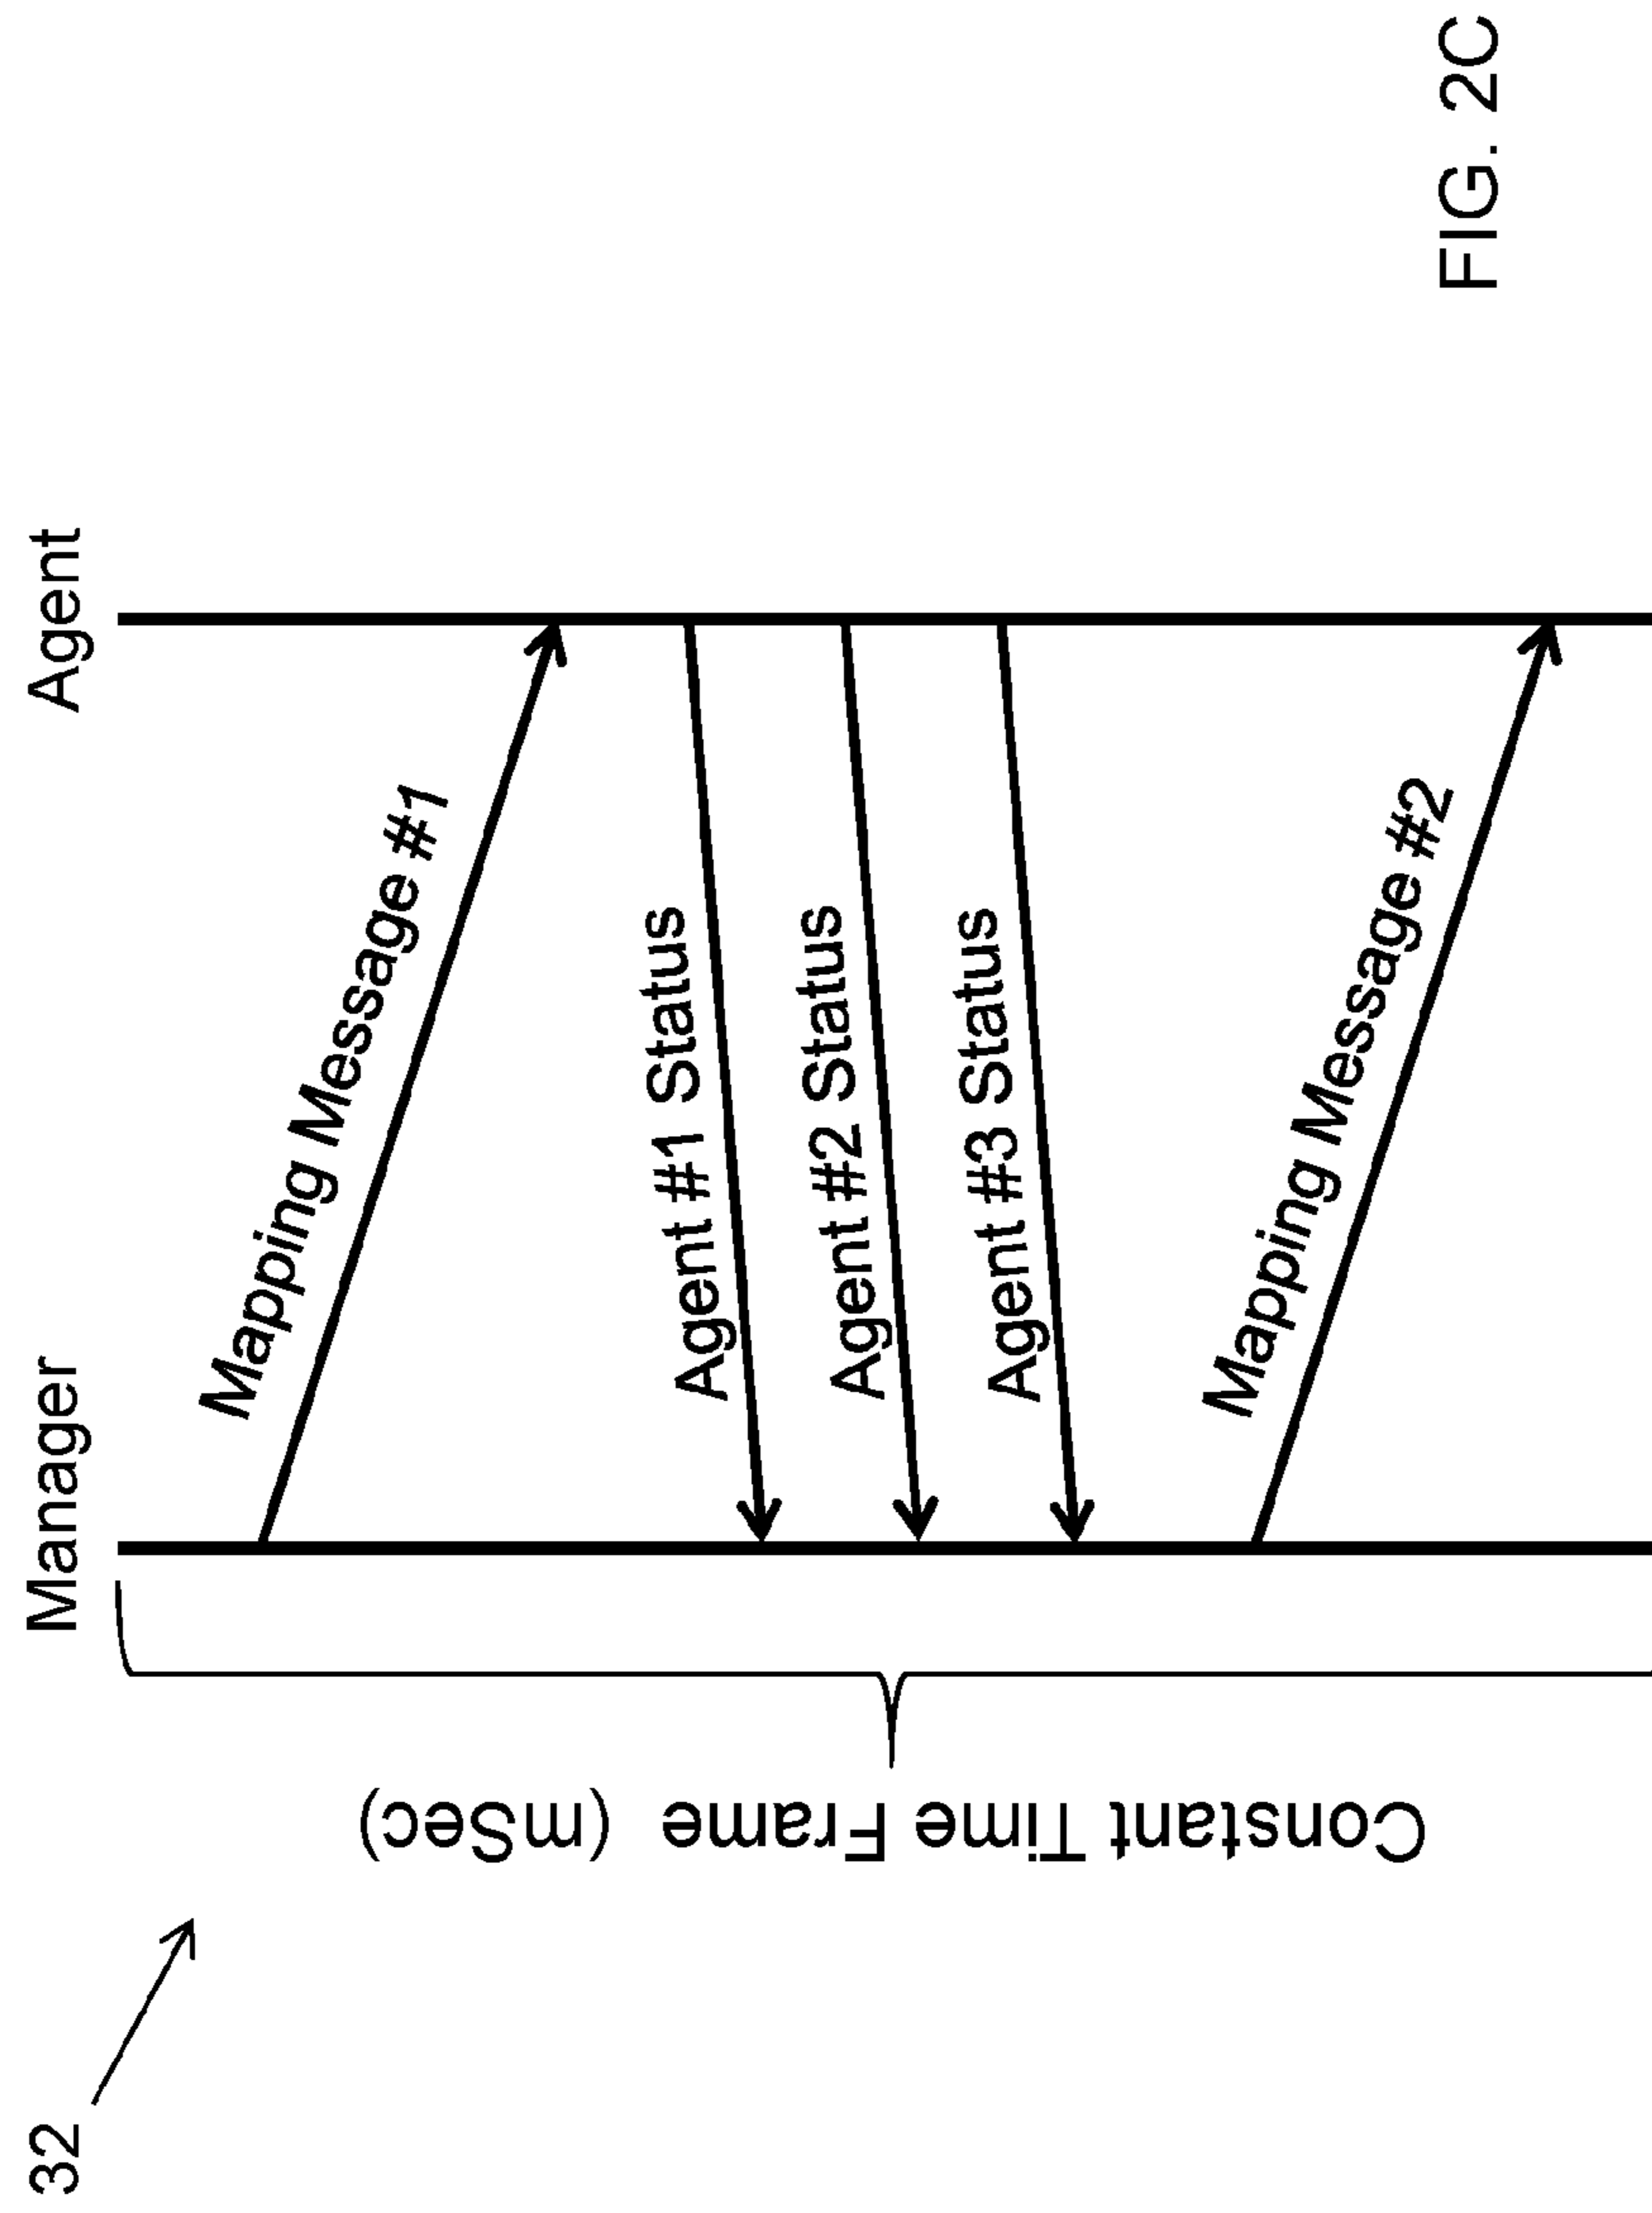 32
Manager
Agent
Mapping Message #1
Agent #1 Status
Agent #2 Status
Agent #3 Status
Mapping Message #2
Constant Time Frame (mSec)
FIG. 2C